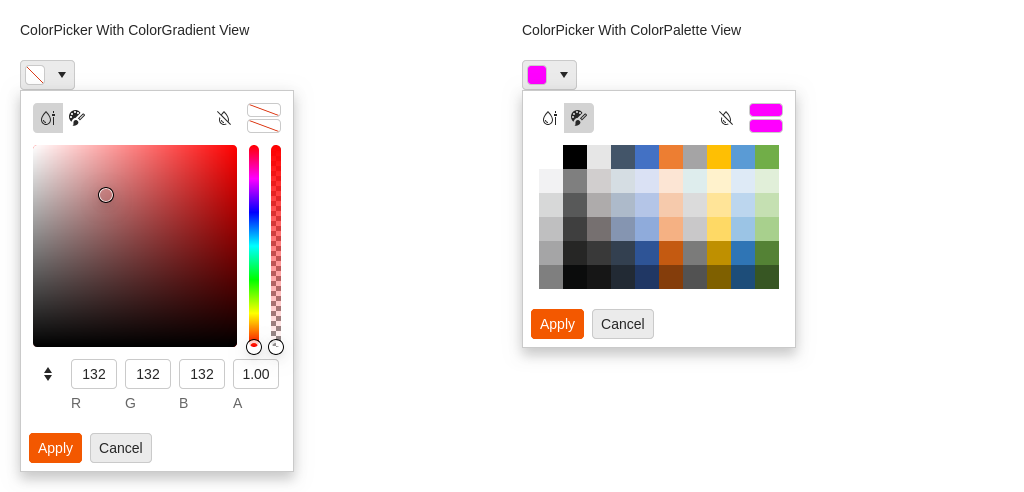 ColorPicker With ColorGradient View
132 132 132 1.00
R G B A
Apply Cancel
ColorPicker With ColorPalette View
Apply Cancel